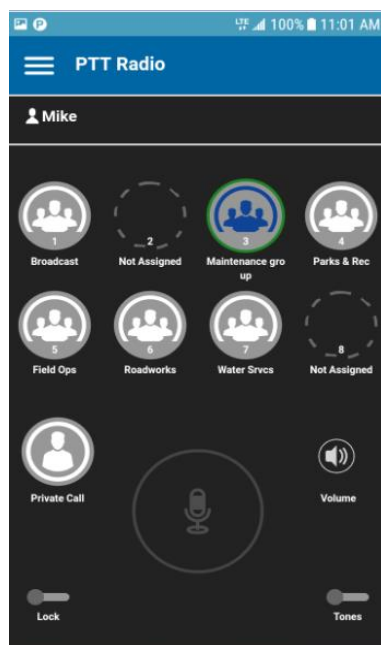 LTE 100% 11:01 AM
PTT Radio
Mike
1 2 3 4
Broadcast Not Assigned Maintenance gro Parks & Rec
up
5 6 7 8
Field Ops Roadworks Water Srvcs Not Assigned
Private Call Volume
Lock Tones